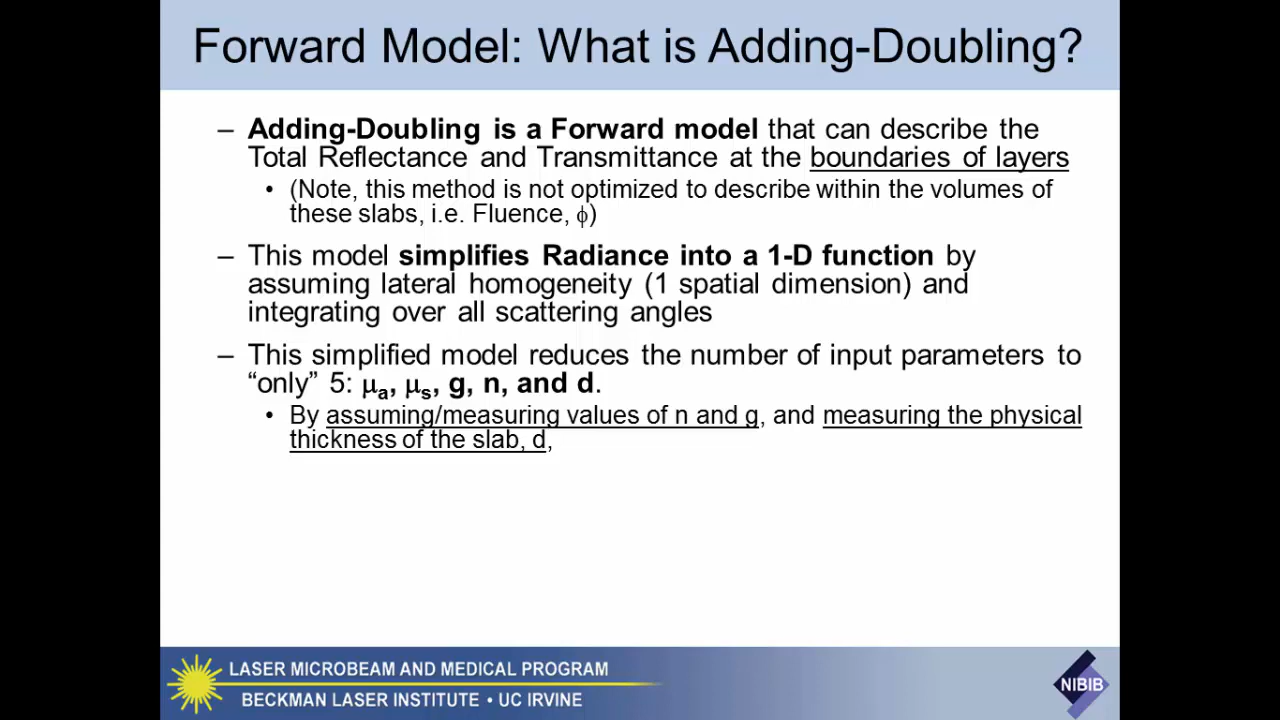 Forward Model: What is Adding-Doubling?
– Adding-Doubling is a Forward model that can describe the
Total Reflectance and Transmittance at the boundaries of layers
• (Note, this method is not optimized to describe within the volumes of
these slabs, i.e. Fluence, ϕ)
– This model simplifies Radiance into a 1-D function by
assuming lateral homogeneity (1 spatial dimension) and
integrating over all scattering angles
– This simplified model reduces the number of input parameters to
“only” 5: μa, μs, g, n, and d.
• By assuming/measuring values of n and g, and measuring the physical
thickness of the slab, d,
LASER MICROBEAM AND MEDICAL PROGRAM
BECKMAN LASER INSTITUTE • UC IRVINE
NIBIB